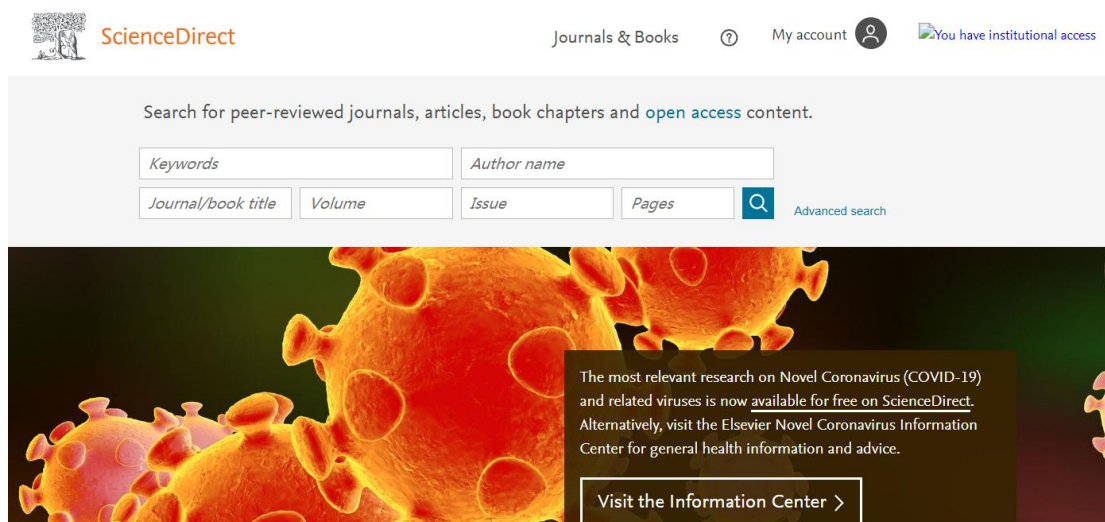 ScienceDirect
Journals & Books
?
My account
You have institutional access
Search for peer-reviewed journals, articles, book chapters and open access content.
Keywords
Author name
Journal/book title
Volume
Issue
Pages
Advanced search
The most relevant research on Novel Coronavirus (COVID-19)
and related viruses is now available for free on ScienceDirect.
Alternatively, visit the Elsevier Novel Coronavirus Information
Center for general health information and advice.
Visit the Information Center >